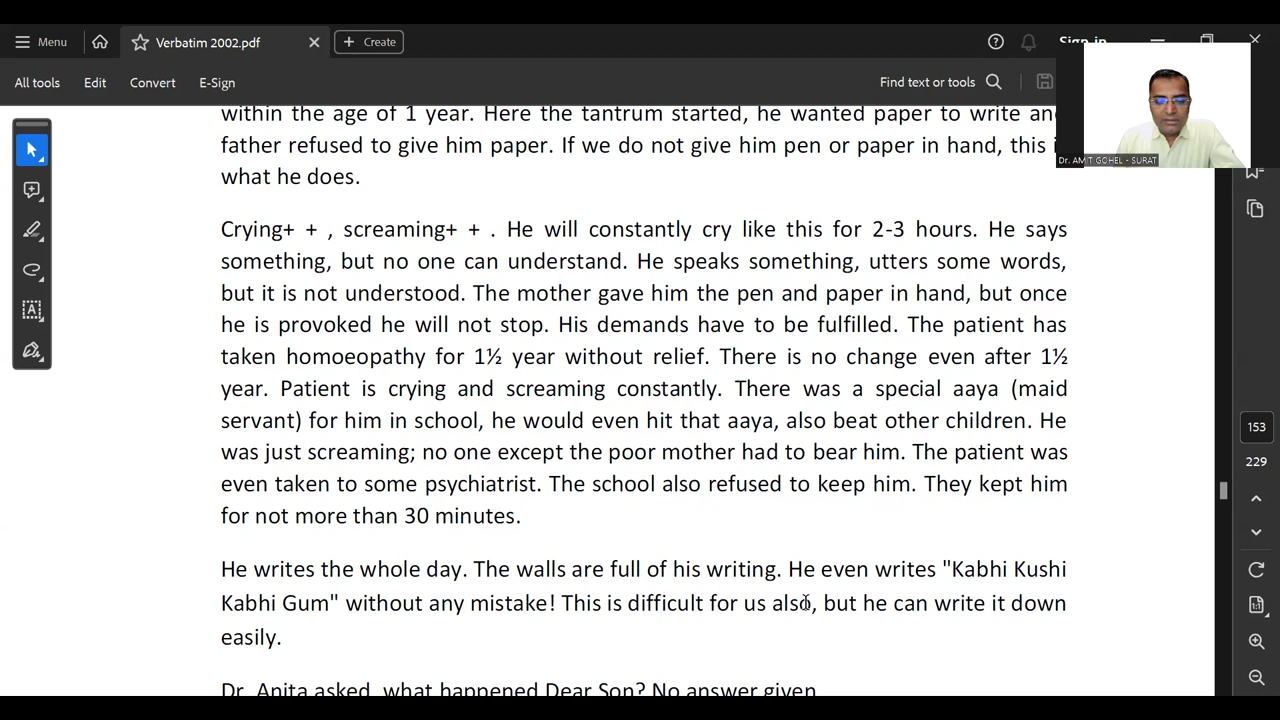 Menu
Verbatim 2002.pdf
Create
Sign in
All tools
Edit
Convert
E-Sign
Find text or tools
within the age of 1 year. Here the tantrum started, he wanted paper to write and
father refused to give him paper. If we do not give him pen or paper in hand, this
what he does.
Dr. AMIT GOHEL - SURAT
Crying+ + , screaming+ + . He will constantly cry like this for 2-3 hours. He says
something, but no one can understand. He speaks something, utters some words,
but it is not understood. The mother gave him the pen and paper in hand, but once
he is provoked he will not stop. His demands have to be fulfilled. The patient has
taken homoeopathy for 1½ year without relief. There is no change even after 1½
year. Patient is crying and screaming constantly. There was a special aaya (maid
servant) for him in school, he would even hit that aaya, also beat other children. He
was just screaming; no one except the poor mother had to bear him. The patient was
even taken to some psychiatrist. The school also refused to keep him. They kept him
for not more than 30 minutes.
He writes the whole day. The walls are full of his writing. He even writes "Kabhi Kushi
Kabhi Gum" without any mistake! This is difficult for us also, but he can write it down
easily.
Dr. Anita asked, what happened Dear Son? No answer given
153
229
1:1